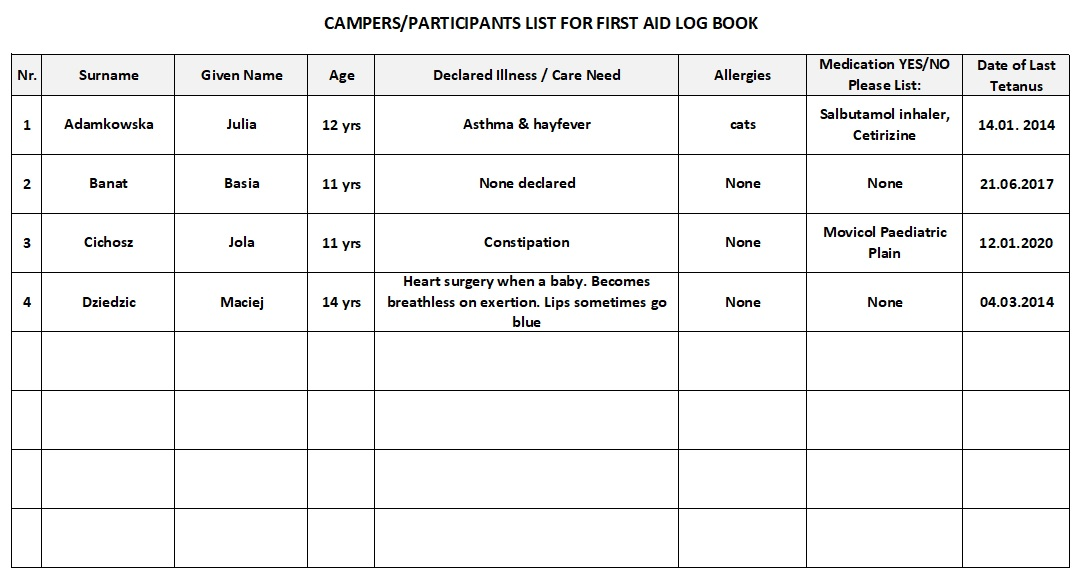 CAMPERS/PARTICIPANTS LIST FOR FIRST AID LOG BOOK
Nr. Surname Given Name Age Declared Illness / Care Need Allergies Medication YES/NO Please List: Date of Last Tetanus
1 Adamkowska Julia 12 yrs Asthma & hayfever cats Salbutamol inhaler, Cetirizine 14.01. 2014
2 Banat Basia 11 yrs None declared None None 21.06.2017
3 Cichosz Jola 11 yrs Constipation None Movicol Paediatric Plain 12.01.2020
4 Dziedzic Maciej 14 yrs Heart surgery when a baby. Becomes breathless on exertion. Lips sometimes go blue None None 04.03.2014